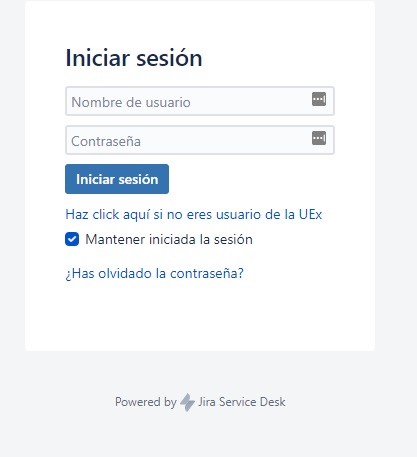 Iniciar sesión
Nombre de usuario
Contraseña
Iniciar sesión
Haz click aquí si no eres usuario de la UEx
Mantener iniciada la sesión
¿Has olvidado la contraseña?
Powered by Jira Service Desk